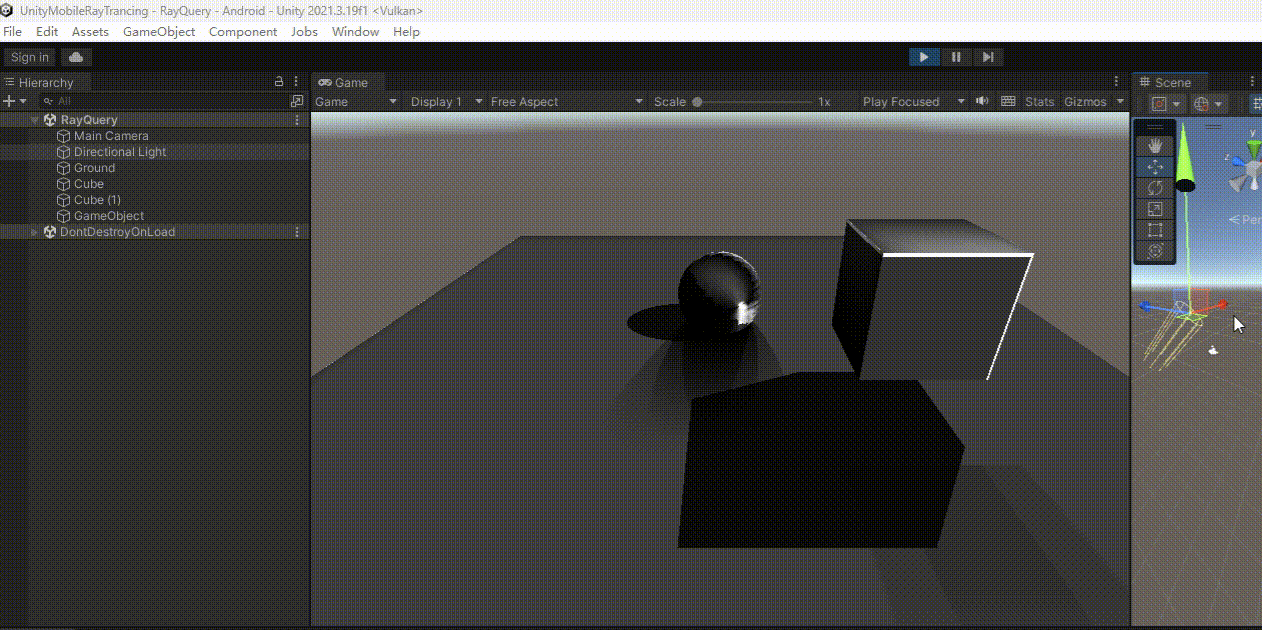 UnityMobileRayTrancing - RayQuery - Android - Unity 2021.3.19f1 <Vulkan>
File Edit Assets GameObject Component Jobs Window Help
Sign in
Hierarchy
Game
Scene
All
Game Display 1 Free Aspect Scale 1x Play Focused Stats Gizmos
RayQuery
Main Camera
Directional Light
Ground
Cube
Cube (1)
GameObject
DontDestroyOnLoad
y
z
Per